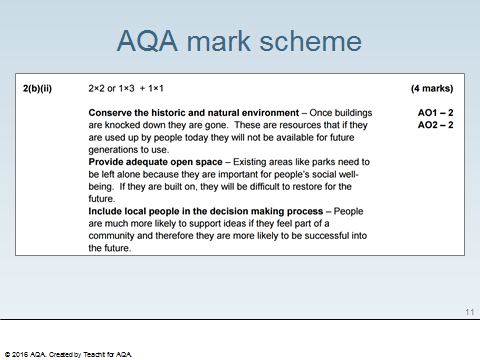 AQA mark scheme
2(b)(ii) 2×2 or 1×3 + 1×1 (4 marks)
Conserve the historic and natural environment – Once buildings AO1 – 2
are knocked down they are gone. These are resources that if they AO2 – 2
are used up by people today they will not be available for future
generations to use.
Provide adequate open space – Existing areas like parks need to
be left alone because they are important for people's social well-
being. If they are built on, they will be difficult to restore for the
future.
Include local people in the decision making process – People
are much more likely to support ideas if they feel part of a
community and therefore they are more likely to be successful into
the future.
11
© 2016 AQA. Created by Teachit for AQA.